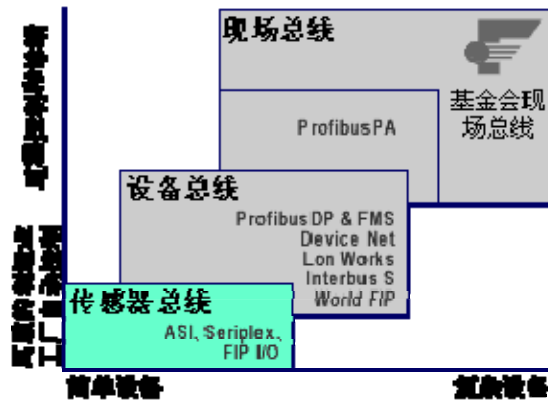 现场总线
基金会现
场总线
Profibus PA
设备总线
Profibus DP & FMS
Device Net
Lon Works
Interbus S
World FIP
传感器总线
ASI、Seriplex、
FIP I/O
简单设备
复杂设备